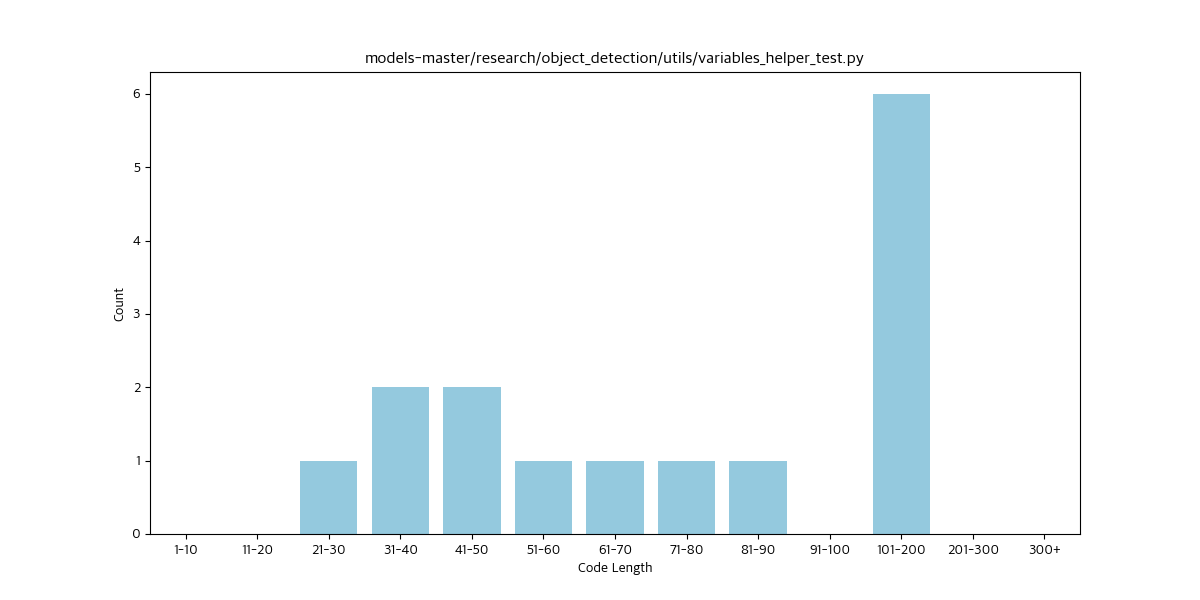 models-master/research/object_detection/utils/variables_helper_test.py
6
5
4
3
2
1
0
Count
1-10 11-20 21-30 31-40 41-50 51-60 61-70 71-80 81-90 91-100 101-200 201-300 300+
Code Length